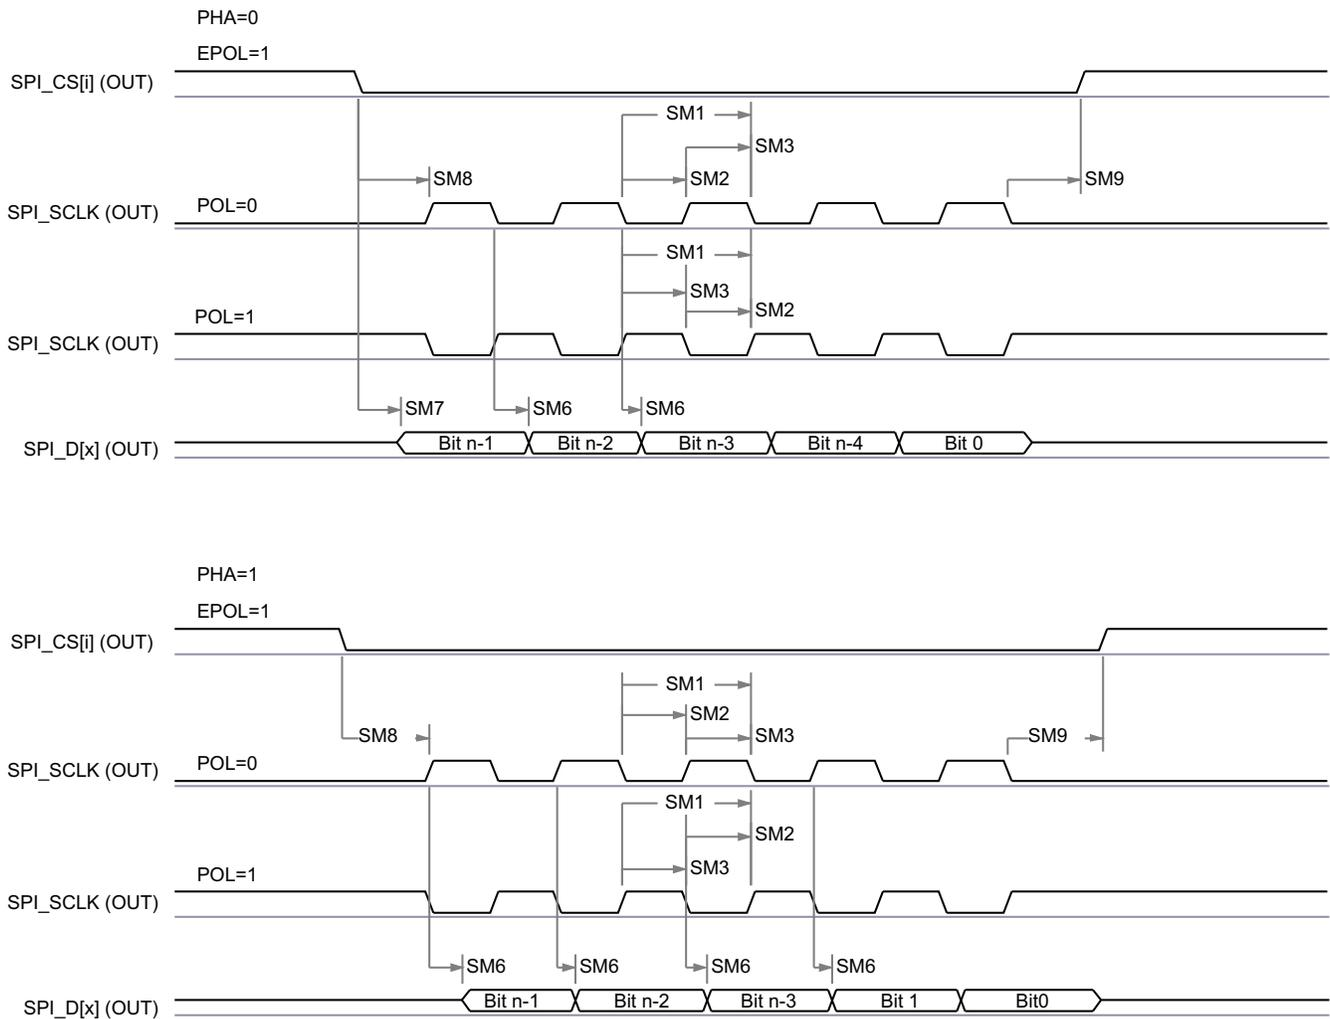 PHA=0
EPOL=1
SPI_CS[i] (OUT)
SM1
SM3
SM8
SM2
SM9
SPI_SCLK (OUT)
POL=0
SM1
SM3
SM2
POL=1
SPI_SCLK (OUT)
SM7
SM6
SM6
SPI_D[x] (OUT)
Bit n-1
Bit n-2
Bit n-3
Bit n-4
Bit 0
PHA=1
EPOL=1
SPI_CS[i] (OUT)
SM1
SM2
SM8
SM3
SM9
SPI_SCLK (OUT)
POL=0
SM1
SM2
SM3
POL=1
SPI_SCLK (OUT)
SM6
SM6
SM6
SM6
SPI_D[x] (OUT)
Bit n-1
Bit n-2
Bit n-3
Bit 1
Bit0